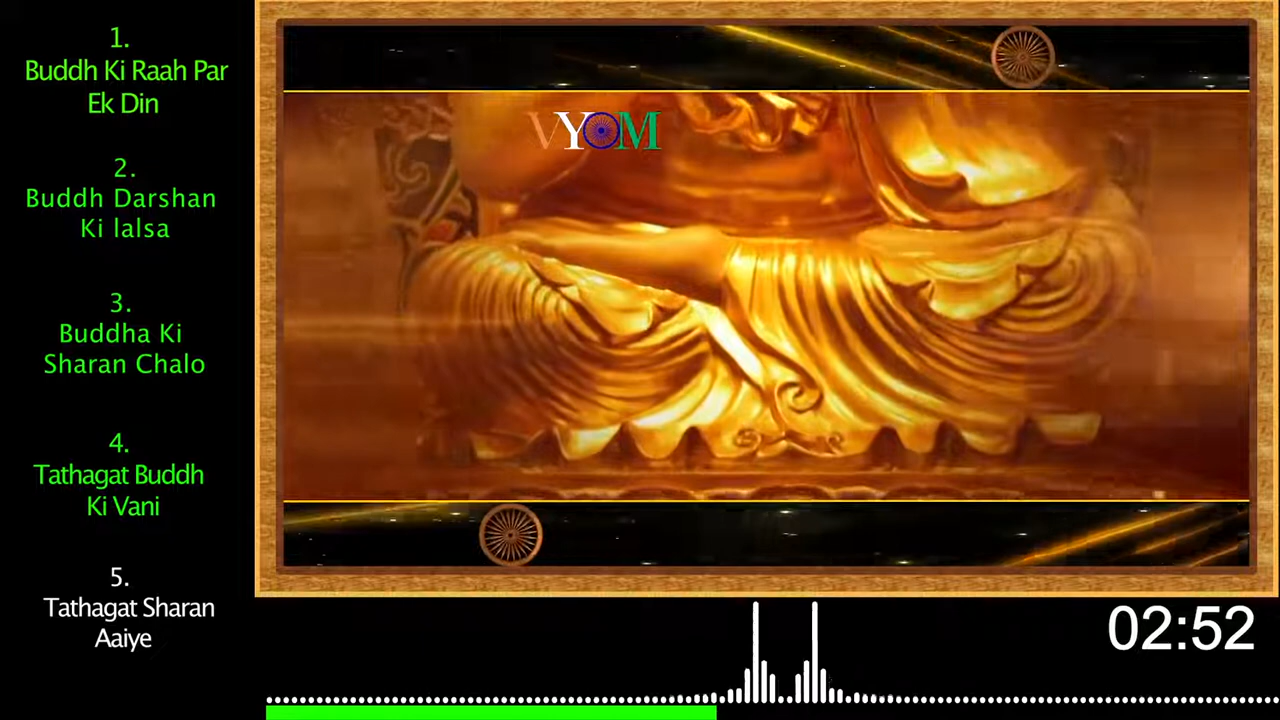 1.
Buddh Ki Raah Par
Ek Din
2.
Buddh Darshan
Ki lalsa
3.
Buddha Ki
Sharan Chalo
4.
Tathagat Buddh
Ki Vani
5.
Tathagat Sharan
Aaiye
VYOM
02:52